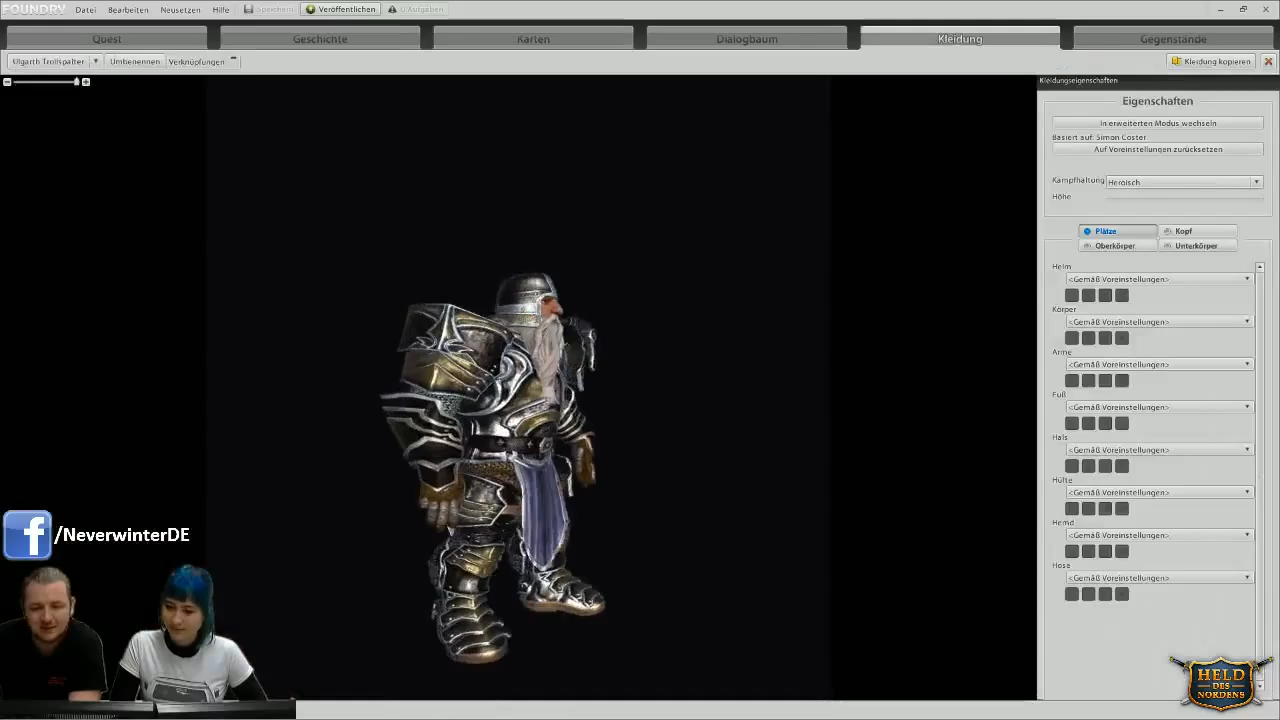 FOUNDRY Datei Bearbeiten Neusetzen Hilfe Speichern Veröffentlichen 0 Aufgaben
Quest Geschichte Karten Dialogbaum Kleidung Gegenstände
Ulgarth Trollspalter Umbenennen Verknüpfungen Kleidung kopieren
Kleidungseigenschaften
Eigenschaften
In erweiterten Modus wechseln
Basiert auf: Simon Coster
Auf Voreinstellungen zurücksetzen
Kampfhaltung Heroisch
Höhe
Plätze Kopf
Oberkörper Unterkörper
Helm
<Gemäß Voreinstellungen>
Körper
<Gemäß Voreinstellungen>
Arme
<Gemäß Voreinstellungen>
Fuß
<Gemäß Voreinstellungen>
Hals
<Gemäß Voreinstellungen>
Hüfte
<Gemäß Voreinstellungen>
Hemd
<Gemäß Voreinstellungen>
Hose
<Gemäß Voreinstellungen>
f /NeverwinterDE
HELD
DES
NORDENS